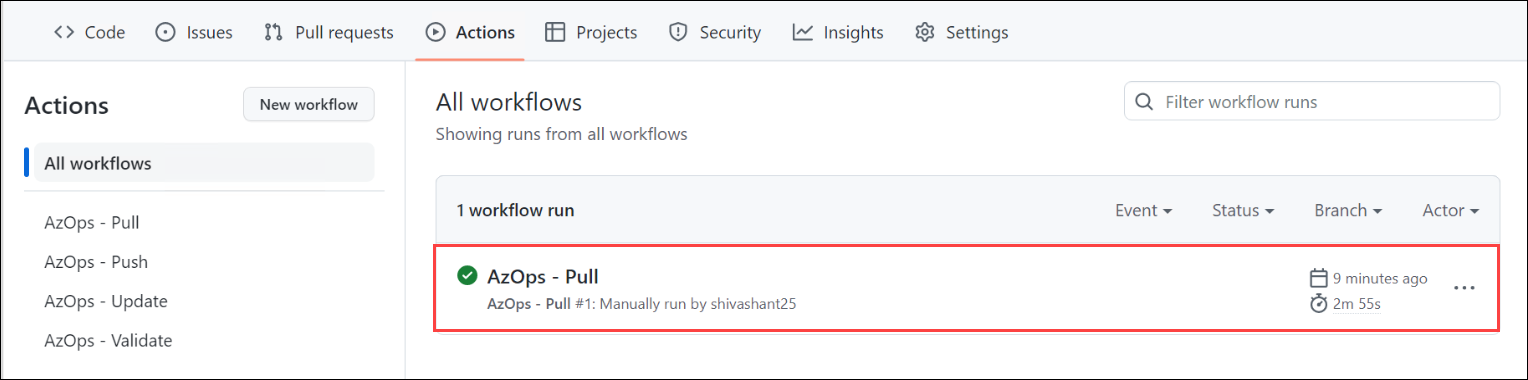 Code Issues Pull requests Actions Projects Security Insights Settings
Actions
New workflow
All workflows
AzOps - Pull
AzOps - Push
AzOps - Update
AzOps - Validate
All workflows
Showing runs from all workflows
Filter workflow runs
1 workflow run
Event Status Branch Actor
AzOps - Pull
AzOps - Pull #1: Manually run by shivashant25
9 minutes ago
2m 55s